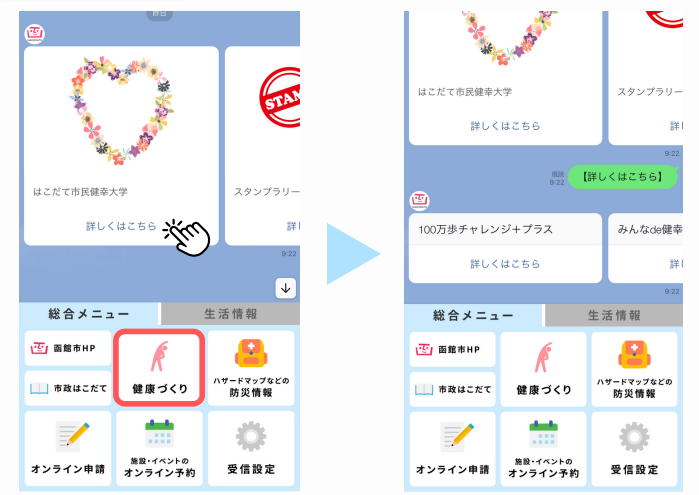 昨日
はこだて市民健幸大学
詳しくはこちら
STAM
スタンプラリー
詳し
9:22
総合メニュー
生活情報
函館市HP
市政はこだて
健康づくり
ハザードマップなどの
防災情報
オンライン申請
施設・イベントの
オンライン予約
受信設定
はこだて市民健幸大学
詳しくはこちら
スタンプラリー
詳し
9:22
既読
9:22
【詳しくはこちら】
100万歩チャレンジ＋プラス
詳しくはこちら
みんなde健幸
詳し
9:22
総合メニュー
生活情報
函館市HP
市政はこだて
健康づくり
ハザードマップなどの
防災情報
オンライン申請
施設・イベントの
オンライン予約
受信設定